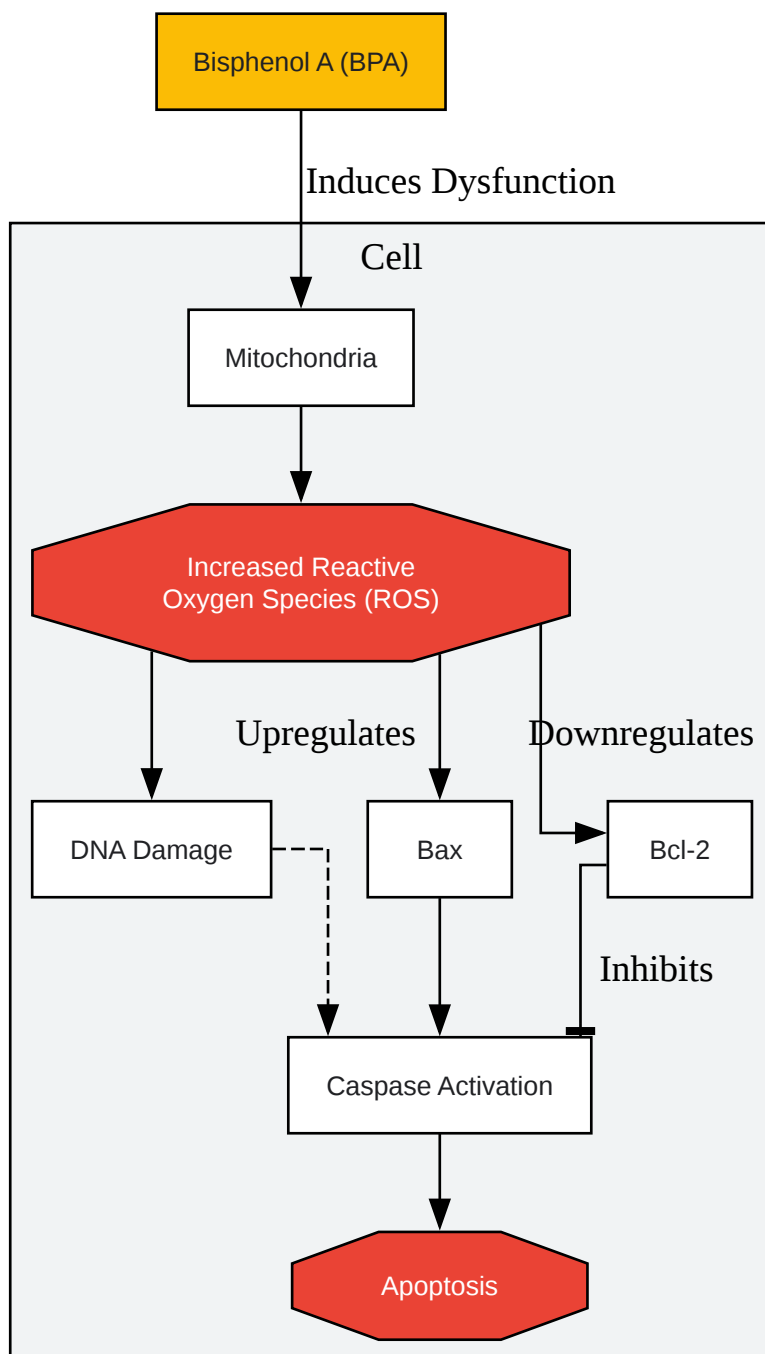 Bisphenol A (BPA)
Induces Dysfunction
Cell
Mitochondria
Increased Reactive
Oxygen Species (ROS)
Upregulates
Downregulates
DNA Damage
Bax
Bcl-2
Inhibits
Caspase Activation
Apoptosis